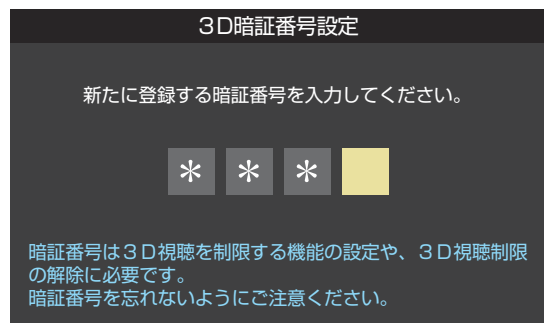 3D暗証番号設定
新たに登録する暗証番号を入力してください。
＊ ＊ ＊
暗証番号は３Ｄ視聴を制限する機能の設定や、３Ｄ視聴制限
の解除に必要です。
暗証番号を忘れないようにご注意ください。